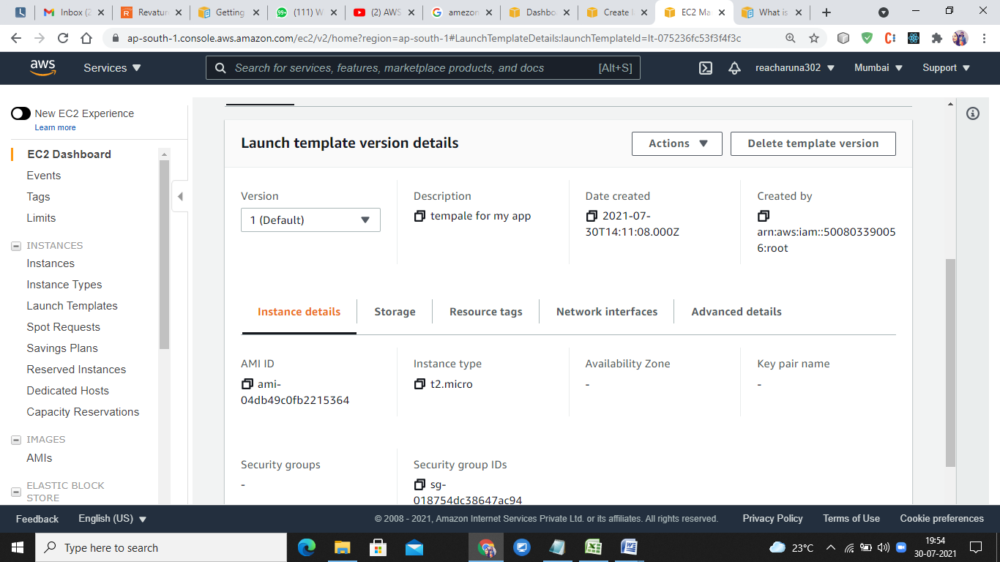 Inbox (2
Revatur
Getting
(111) W
(2) AWS
amezon
Dashbo
Create l
EC2 Ma
What is
ap-south-1.console.aws.amazon.com/ec2/v2/home?region=ap-south-1#LaunchTemplateDetails:launchTemplateId=lt-075236fc53f3f4f3c
aws
Services
Search for services, features, marketplace products, and docs
[Alt+S]
reacharuna302
Mumbai
Support
New EC2 Experience
Learn more
EC2 Dashboard
Events
Tags
Limits
INSTANCES
Instances
Instance Types
Launch Templates
Spot Requests
Savings Plans
Reserved Instances
Dedicated Hosts
Capacity Reservations
IMAGES
AMIs
ELASTIC BLOCK
STORE
Launch template version details
Actions
Delete template version
Version
1 (Default)
Description
tempale for my app
Date created
2021-07-
30T14:11:08.000Z
Created by
arn:aws:iam::50080339005
6:root
Instance details
Storage
Resource tags
Network interfaces
Advanced details
AMI ID
ami-
04db49c0fb2215364
Instance type
t2.micro
Availability Zone
-
Key pair name
-
Security groups
-
Security group IDs
sg-
018754dc38647ac94
Feedback
English (US)
© 2008 - 2021, Amazon Internet Services Private Ltd. or its affiliates. All rights reserved.
Privacy Policy
Terms of Use
Cookie preferences
Type here to search
23°C
19:54
30-07-2021